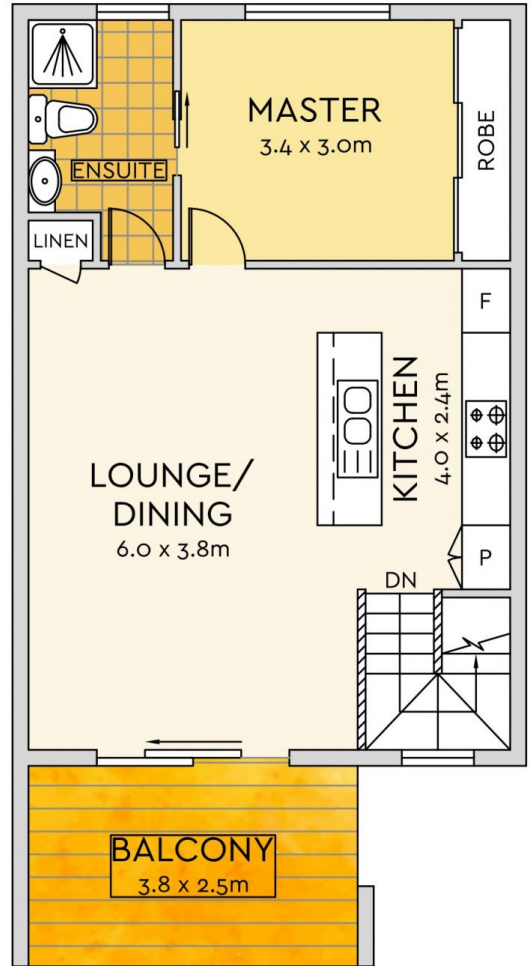 MASTER
3.4 x 3.0m
ROBE
ENSUITE
LINEN
F
KITCHEN
4.0 x 2.4m
LOUNGE/
DINING
6.0 x 3.8m
P
DN
BALCONY
3.8 x 2.5m